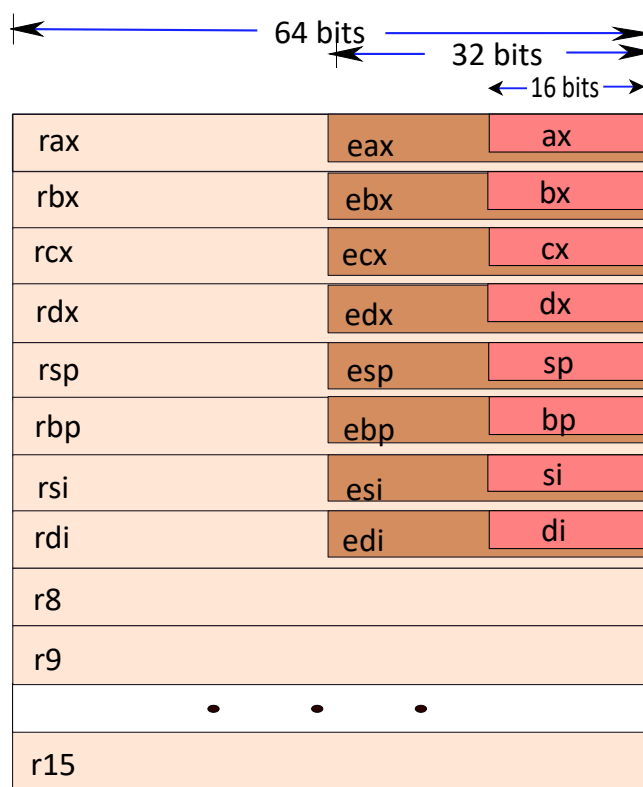 64 bits
32 bits
16 bits
rax eax ax
rbx ebx bx
rcx ecx cx
rdx edx dx
rsp esp sp
rbp ebp bp
rsi esi si
rdi edi di
r8
r9
r15